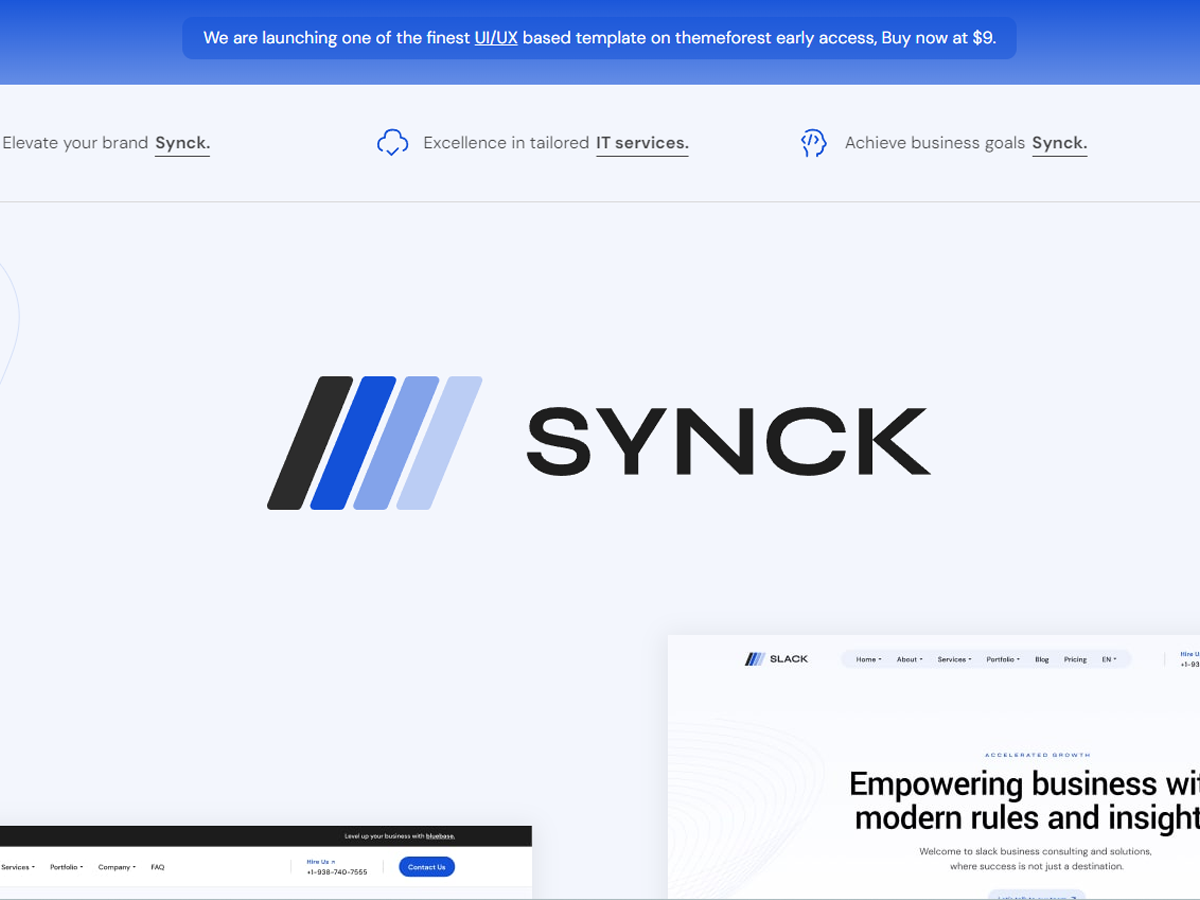 We are launching one of the finest UI/UX based template on themeforest early access, Buy now at $9.
Elevate your brand Synck.
Excellence in tailored IT services.
Achieve business goals Synck.
SYNCK
SLACK
Home About Services Portfolio Blog Pricing EN
Hire U
+1-93
ACCELERATED GROWTH
Empowering business wit
modern rules and insight
Welcome to slack business consulting and solutions,
where success is not just a destination.
Level up your business with bluebase.
Services Portfolio Company FAQ
Hire Us
+1-938-740-7555
Contact Us